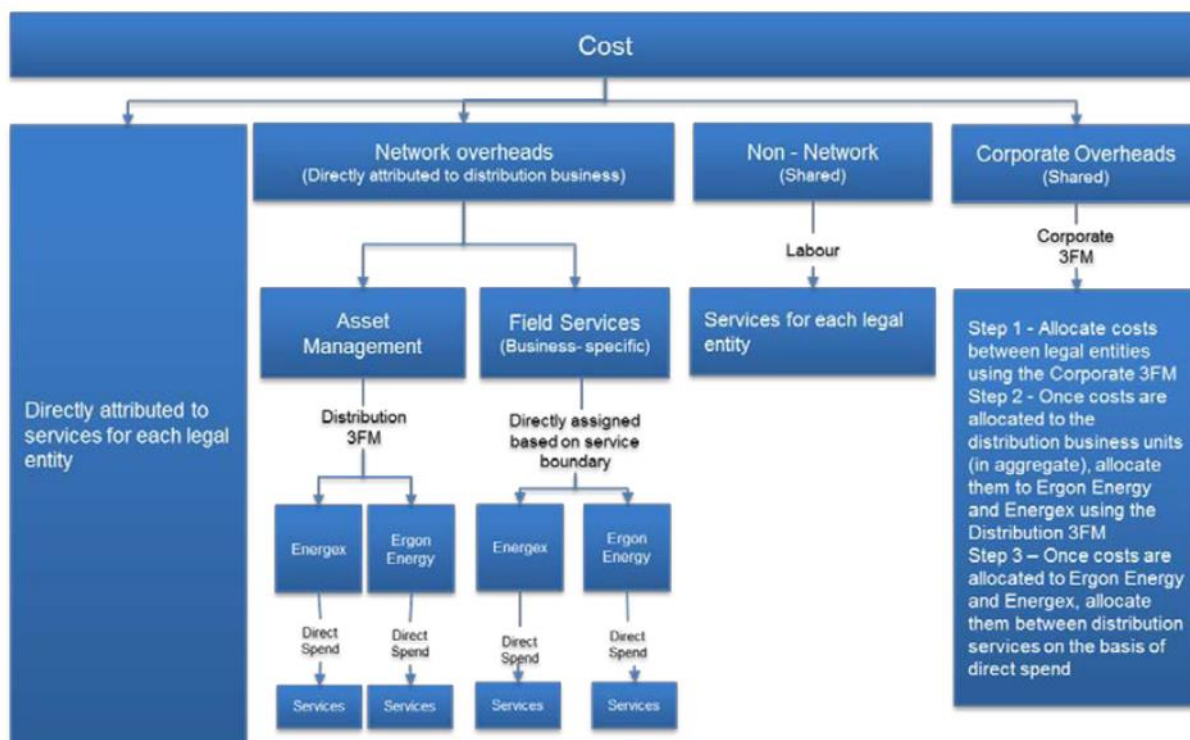 Cost
Directly attributed to
services for each legal
entity
Network overheads
(Directly attributed to distribution business)
Asset
Management
Distribution
3FM
Energex
Ergon
Energy
Direct
Spend
Direct
Spend
Services
Services
Field Services
(Business- specific)
Directly assigned
based on service
boundary
Energex
Ergon
Energy
Direct
Spend
Direct
Spend
Services
Services
Non - Network
(Shared)
Labour
Services for each legal
entity
Corporate Overheads
(Shared)
Corporate
3FM
Step 1 - Allocate costs
between legal entities
using the Corporate 3FM
Step 2 - Once costs are
allocated to the
distribution business units
(in aggregate), allocate
them to Ergon Energy
and Energex using the
Distribution 3FM
Step 3 – Once costs are
allocated to Ergon Energy
and Energex, allocate
them between distribution
services on the basis of
direct spend